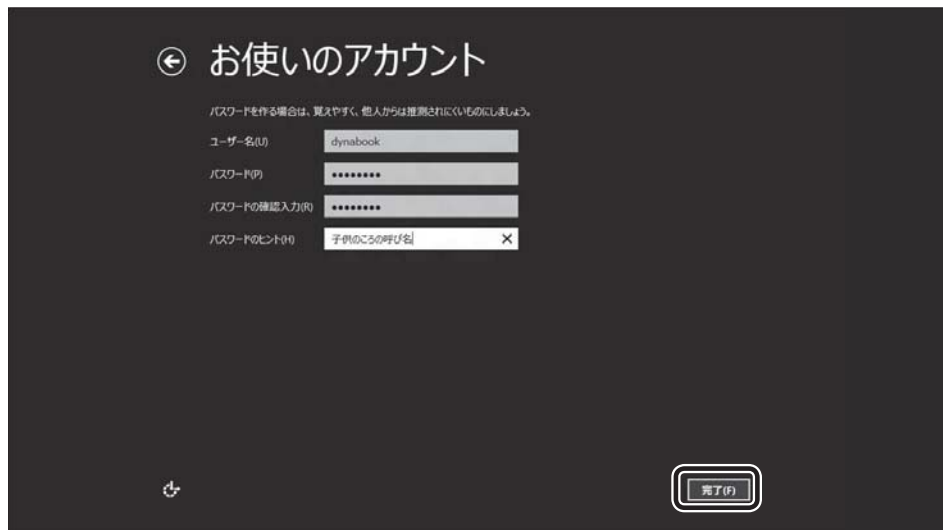 お使いのアカウント
パスワードを作る場合は、覚えやすく、他人からは推測されにくいものにしましょう。
ユーザー名(U) dynabook
パスワード(P) ••••••••
パスワードの確認入力(R) ••••••••
パスワードのヒント(H) 子供のころの呼び名
完了(F)